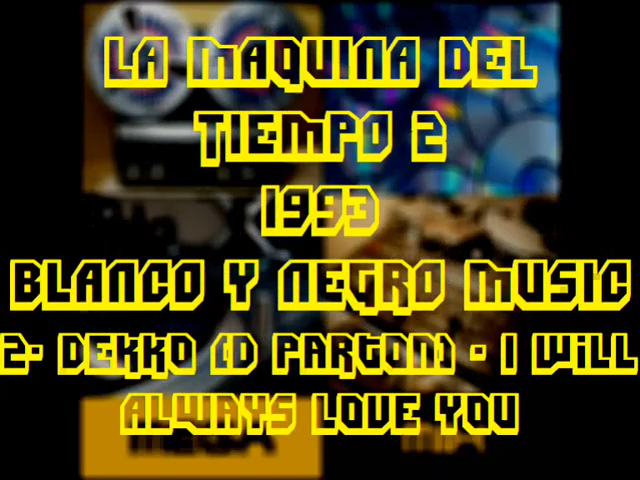 LA MAQUINA DEL
TIEMPO 2
1993
BLANCO Y NEGRO MUSIC
2- DEKKO (D PARTON) - I WILL
ALWAYS LOVE YOU